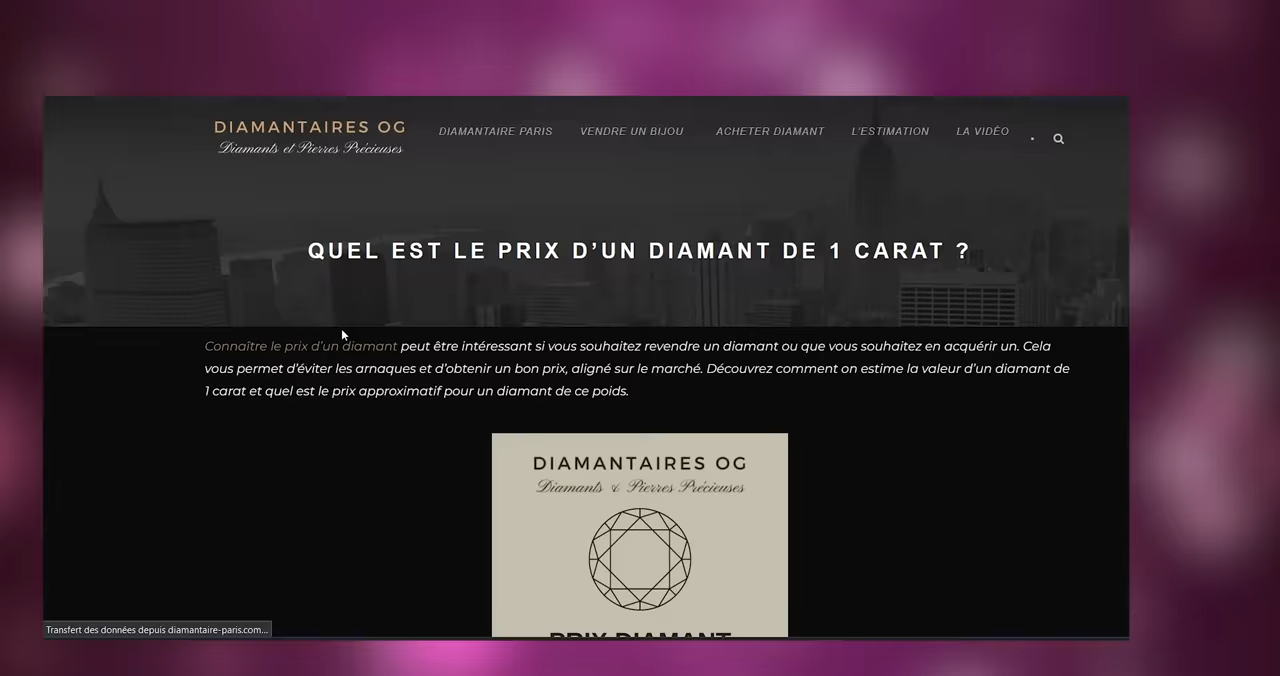 DIAMANTAIRES OG
Diamants et Pierres Précieuses
DIAMANTAIRE PARIS
VENDRE UN BIJOU
ACHETER DIAMANT
L'ESTIMATION
LA VIDÉO
QUEL EST LE PRIX D’UN DIAMANT DE 1 CARAT ?
Connaître le prix d’un diamant peut être intéressant si vous souhaitez revendre un diamant ou que vous souhaitez en acquérir un. Cela
vous permet d’éviter les arnaques et d’obtenir un bon prix, aligné sur le marché. Découvrez comment on estime la valeur d’un diamant de
1 carat et quel est le prix approximatif pour un diamant de ce poids.
DIAMANTAIRES OG
Diamants & Pierres Précieuses
PRIX DIAMANT
Transfert des données depuis diamantaire-paris.com...